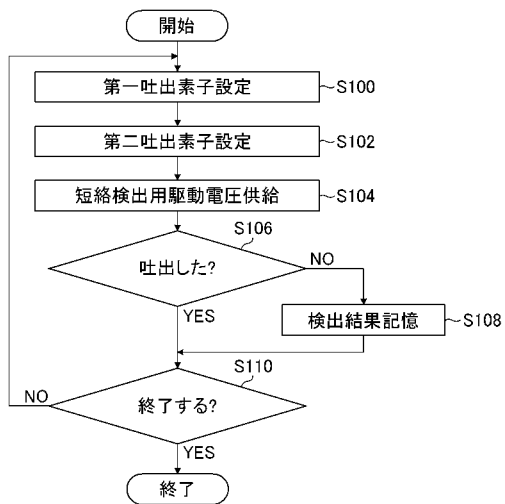 開始
第一吐出素子設定
S100
第二吐出素子設定
S102
短絡検出用駆動電圧供給
S104
S106
吐出した?
NO
YES
検出結果記憶
S108
S110
NO
終了する?
YES
終了